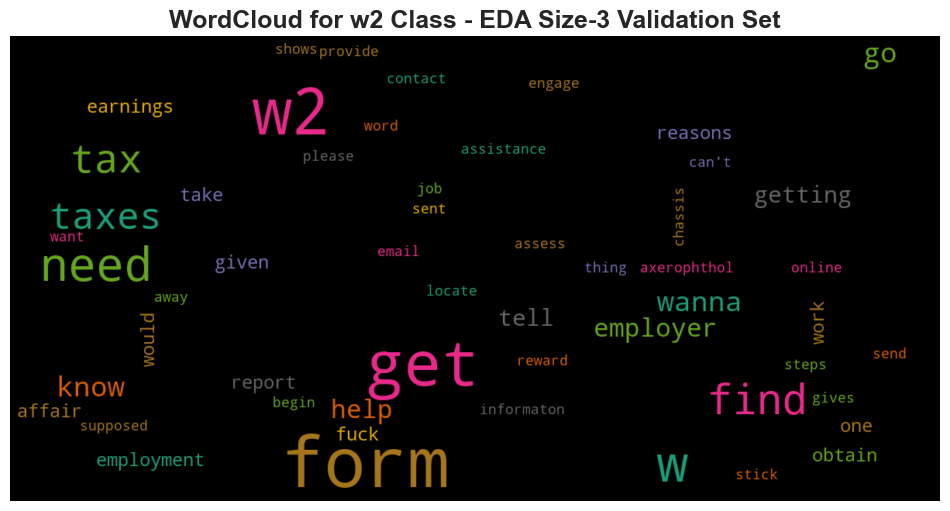 WordCloud for w2 Class - EDA Size-3 Validation Set
shows provide
go
contact
engage
earnings
w2
word
reasons
please
assistance
can't
tax
take
job
getting
sent
taxes
chassis
want
assess
email
need
given
thing axerophthol online
away
locate
wanna
would
tell
employer
work
get
reward
send
steps
know
report
find
gives
begin
help
affair
informaton
supposed
fuck
one
form
employment
w
obtain
stick